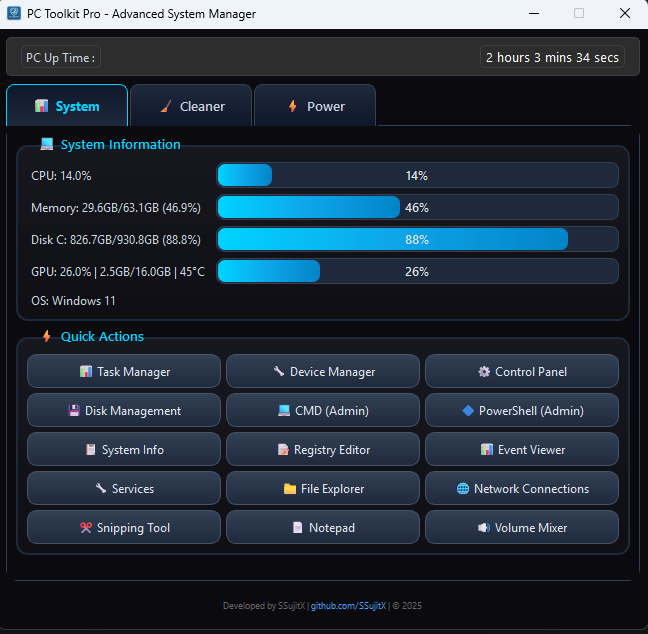 PC Toolkit Pro - Advanced System Manager
PC Up Time :
2 hours 3 mins 34 secs
System
Cleaner
Power
System Information
CPU: 14.0%
14%
Memory: 29.6GB/63.1GB (46.9%)
46%
Disk C: 826.7GB/930.8GB (88.8%)
88%
GPU: 26.0% | 2.5GB/16.0GB | 45°C
26%
OS: Windows 11
Quick Actions
Task Manager
Device Manager
Control Panel
Disk Management
CMD (Admin)
PowerShell (Admin)
System Info
Registry Editor
Event Viewer
Services
File Explorer
Network Connections
Snipping Tool
Notepad
Volume Mixer
Developed by SSujitX | github.com/SSujitX | © 2025